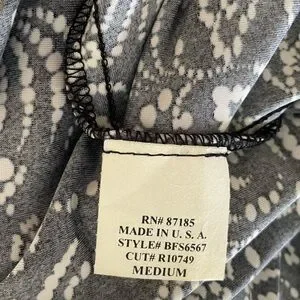 RN# 87185
MADE IN U. S. A.
STYLE# BFS6567
CUT# R10749
MEDIUM